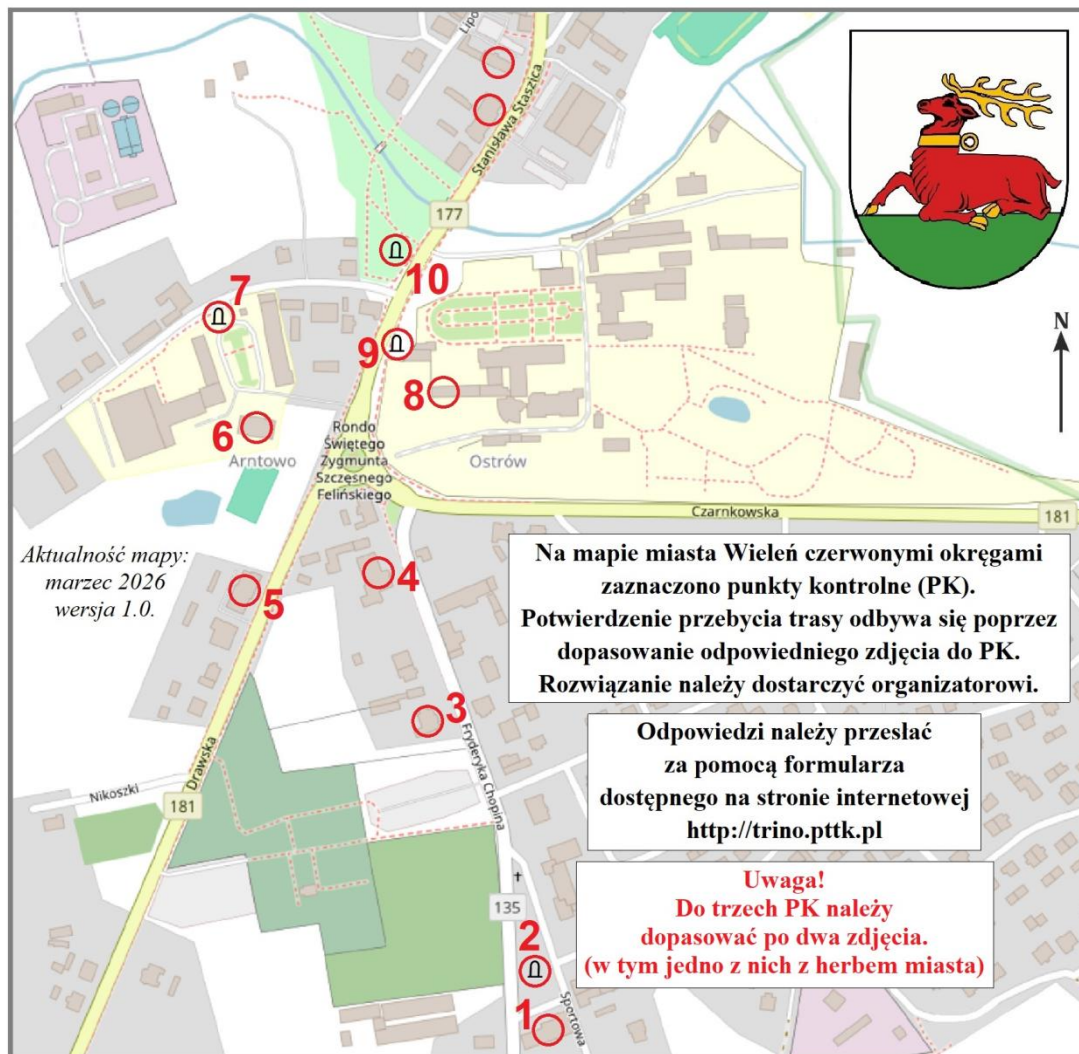 Lipo
Stanisława Staszica
177
10
7
9
8
6
Arntowo
Rondo
Świętego
Zygmunta
Szczęsnego
Felińskiego
Ostrów
N
Czarnkowska
181
Aktualność mapy:
marzec 2026
wersja 1.0.
5
4
Na mapie miasta Wieleń czerwonymi okręgami
zaznaczono punkty kontrolne (PK).
Potwierdzenie przebycia trasy odbywa się poprzez
dopasowanie odpowiedniego zdjęcia do PK.
Rozwiązanie należy dostarczyć organizatorowi.
3
Fryderyka Chopina
Drawska
Nikoszki
181
Odpowiedzi należy przesłać
za pomocą formularza
dostępnego na stronie internetowej
http://trino.pttk.pl
135
2
1
Sportowa
Uwaga!
Do trzech PK należy
dopasować po dwa zdjęcia.
(w tym jedno z nich z herbem miasta)